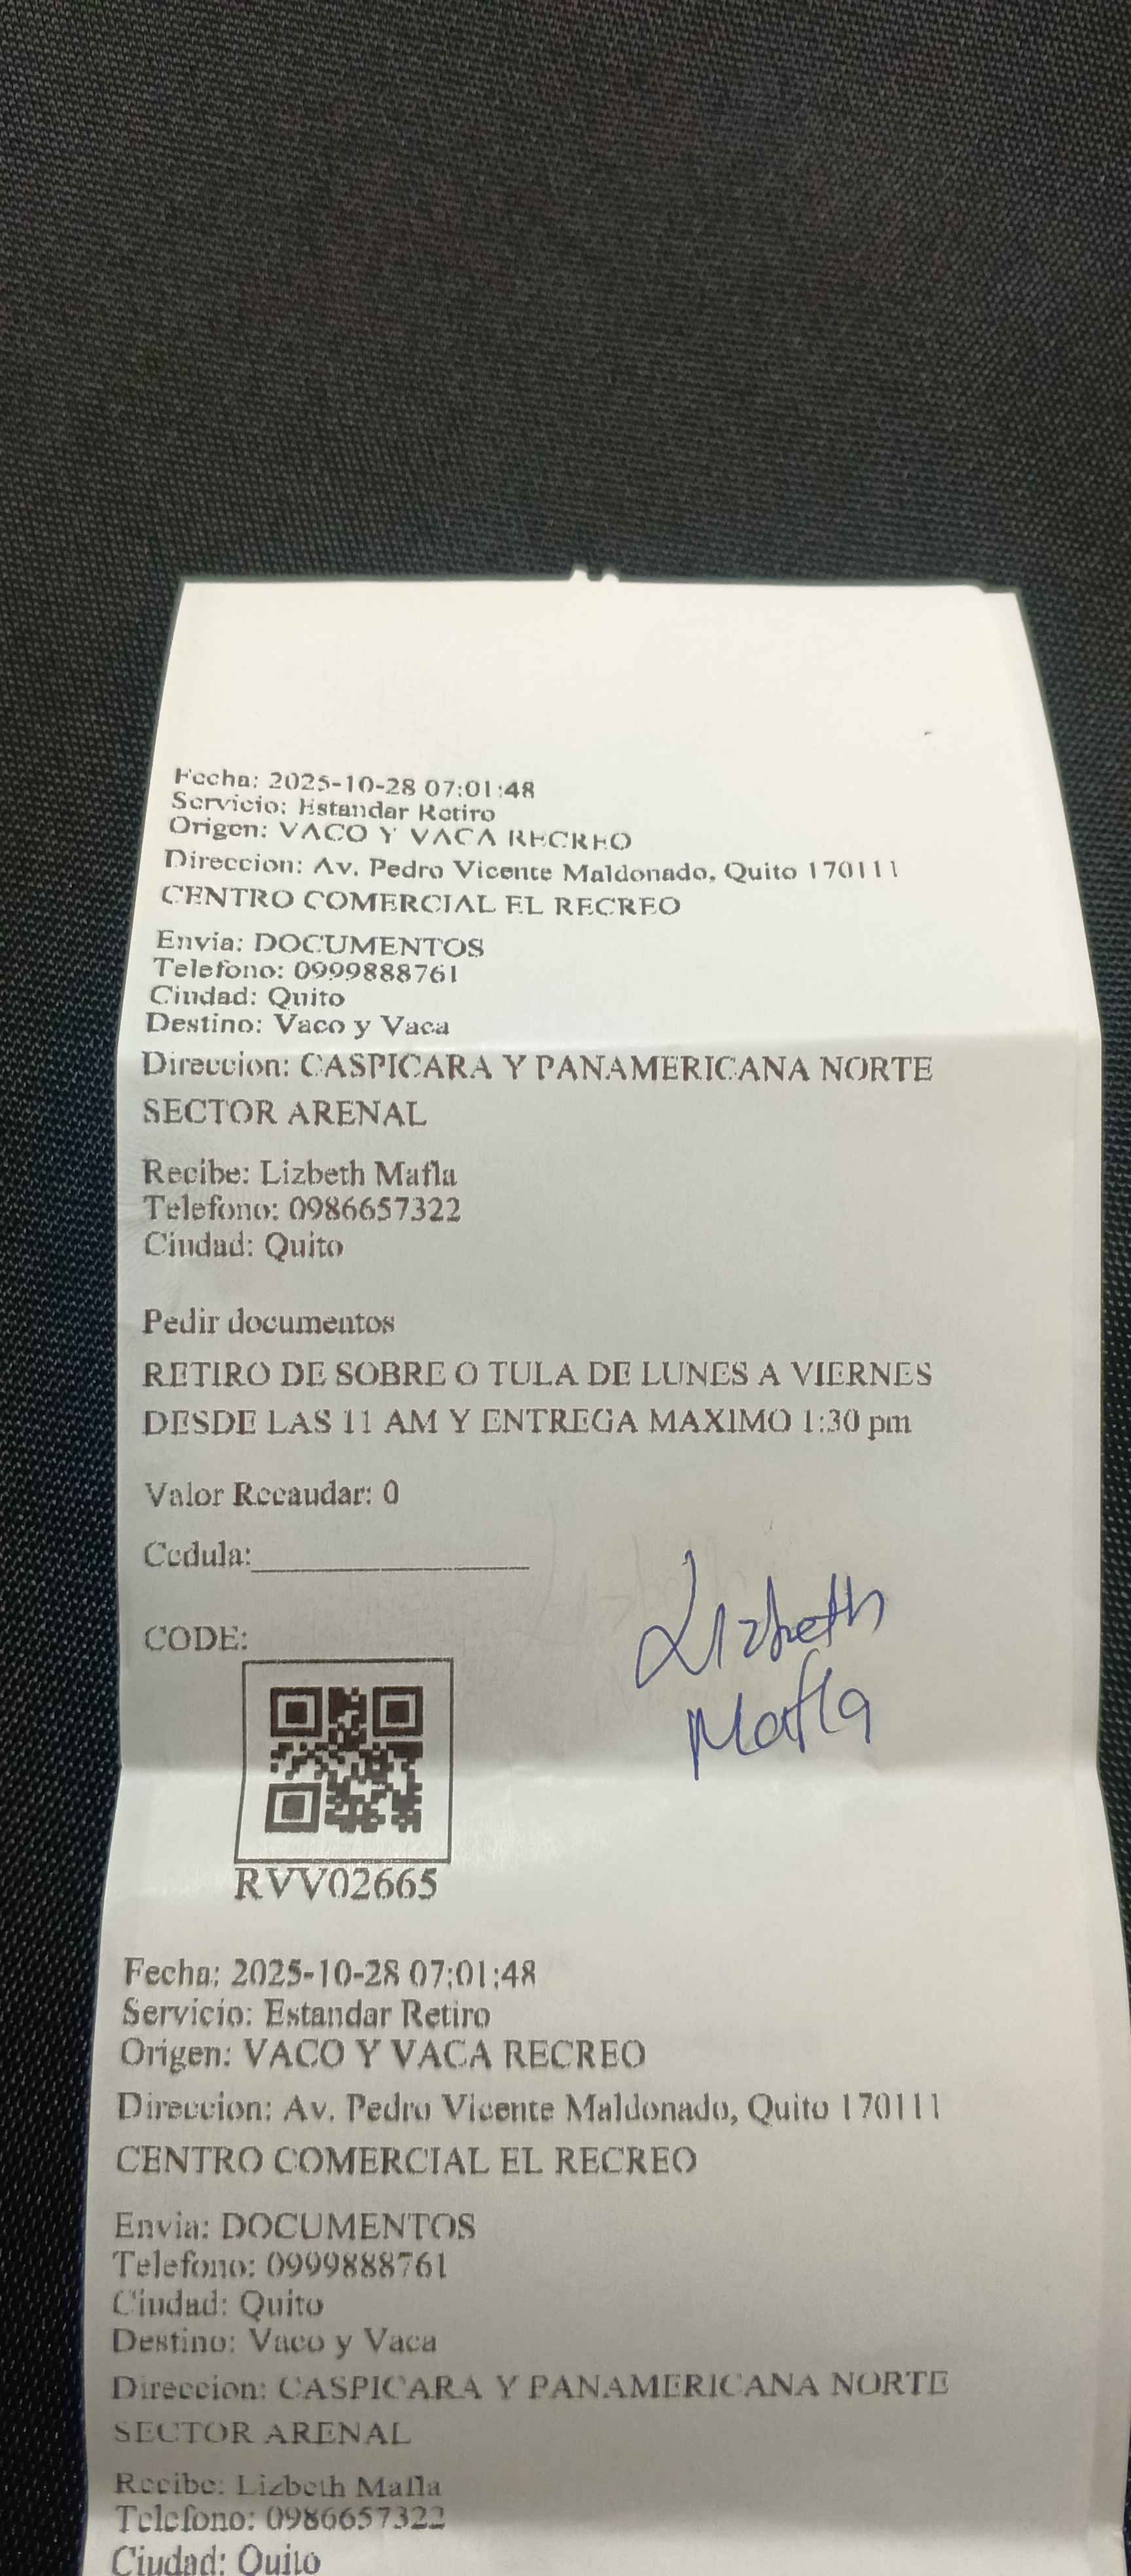 Fecha: 2025-10-28 07:01:48
Servicio: Estandar Retiro
Origen: VACO Y VACA RECREO
Direccion: Av. Pedro Vicente Maldonado, Quito 170111
CENTRO COMERCIAL EL RECREO
Envia: DOCUMENTOS
Telefono: 0999888761
Ciudad: Quito
Destino: Vaco y Vaca
Direccion: CASPICARA Y PANAMERICANA NORTE
SECTOR ARENAL
Recibe: Lizbeth Mafla
Telefono: 0986657322
Ciudad: Quito
Pedir documentos
RETIRO DE SOBRE O TULA DE LUNES A VIERNES
DESDE LAS 11 AM Y ENTREGA MAXIMO 1:30 pm
Valor Recaudar: 0
Cedula:
Lizbeth
Mafla
CODE:
RVV02665
Fecha: 2025-10-28 07:01:48
Servicio: Estandar Retiro
Origen: VACO Y VACA RECREO
Direccion: Av. Pedro Vicente Maldonado, Quito 170111
CENTRO COMERCIAL EL RECREO
Envia: DOCUMENTOS
Telefono: 0999888761
Ciudad: Quito
Destino: Vaco y Vaca
Direccion: CASPICARA Y PANAMERICANA NORTE
SECTOR ARENAL
Recibe: Lizbeth Mafla
Telefono: 0986657322
Ciudad: Quito